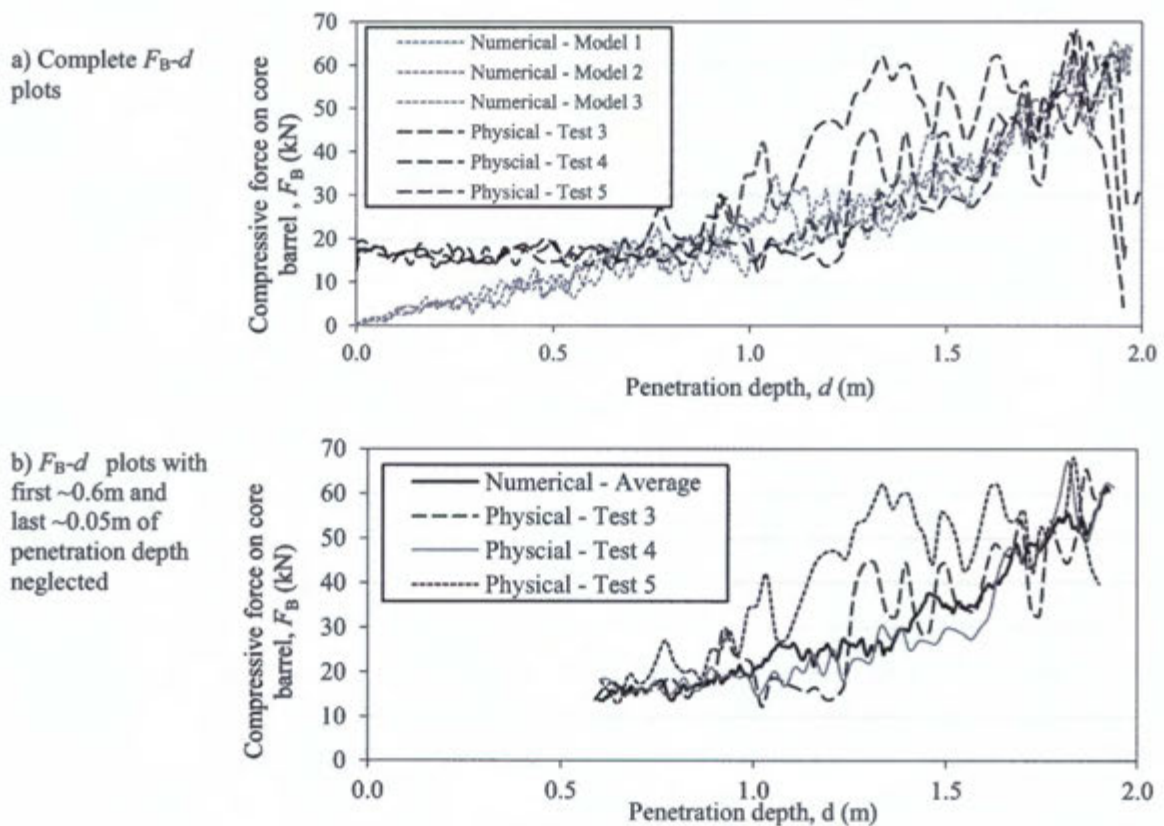 a) Complete FB-d
plots
Compressive force on core
barrel , FB (kN)
70
60
50
40
30
20
10
0
Numerical - Model 1
Numerical - Model 2
Numerical - Model 3
Physical - Test 3
Physcial - Test 4
Physical - Test 5
0.0
0.5
1.0
1.5
2.0
Penetration depth, d (m)
b) FB-d plots with
first ~0.6m and
last ~0.05m of
penetration depth
neglected
Compressive force on core
barrel, FB (kN)
70
60
50
40
30
20
10
0
Numerical - Average
Physical - Test 3
Physcial - Test 4
Physical - Test 5
0.0
0.5
1.0
1.5
2.0
Penetration depth, d (m)